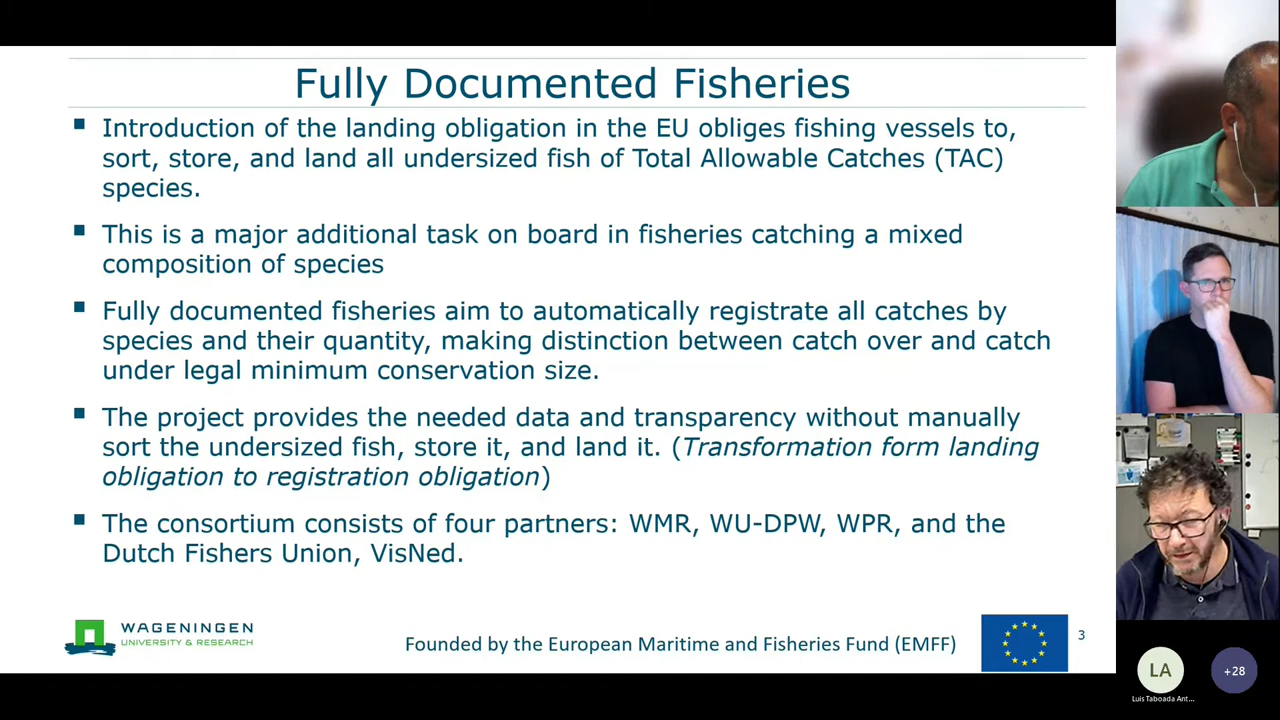 Fully Documented Fisheries
Introduction of the landing obligation in the EU obliges fishing vessels to,
sort, store, and land all undersized fish of Total Allowable Catches (TAC)
species.
This is a major additional task on board in fisheries catching a mixed
composition of species
Fully documented fisheries aim to automatically registrate all catches by
species and their quantity, making distinction between catch over and catch
under legal minimum conservation size.
The project provides the needed data and transparency without manually
sort the undersized fish, store it, and land it. (Transformation form landing
obligation to registration obligation)
The consortium consists of four partners: WMR, WU-DPW, WPR, and the
Dutch Fishers Union, VisNed.
WAGENINGEN
UNIVERSITY & RESEARCH
Founded by the European Maritime and Fisheries Fund (EMFF)
3
LA
+28
Luis Taboada Ant...